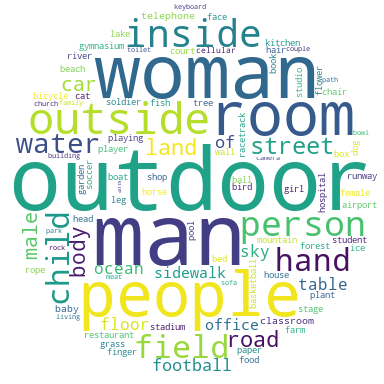 keyboard
telephone face
gymnasium toilet court cellular couple
lake inside hair kitchen
river woman book path
beach studio flower
car chair
bicycle cat
church family soldier fish tree
outside room
racetrack bowl
water land playing of street
building player wall box dog
camera
garden soccer boat shop ball bird girl hospital runway
leg arm horse female airport
outdoor
park head man person
rock male child body pool sky mountain forest student ice
rope ocean bed basketball hand
meat sidewalk house plant
baby people sofa table
living floor office stage
stadium classroom farm
restaurant field road
grass paper
finger football food